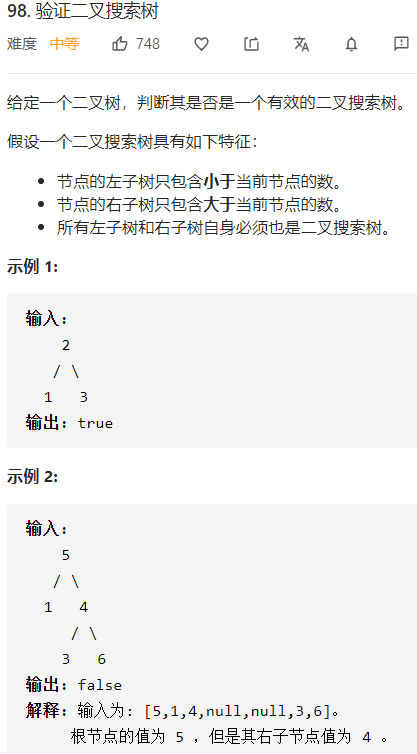 98. 验证二叉搜索树
难度 中等 748
给定一个二叉树，判断其是否是一个有效的二叉搜索树。
假设一个二叉搜索树具有如下特征：
• 节点的左子树只包含小于当前节点的数。
• 节点的右子树只包含大于当前节点的数。
• 所有左子树和右子树自身必须也是二叉搜索树。
示例 1:
输入：
2
/ \
1 3
输出：true
示例 2:
输入：
5
/ \
1 4
/ \
3 6
输出：false
解释：输入为: [5,1,4,null,null,3,6]。
根节点的值为 5 ，但是其右子节点值为 4 。